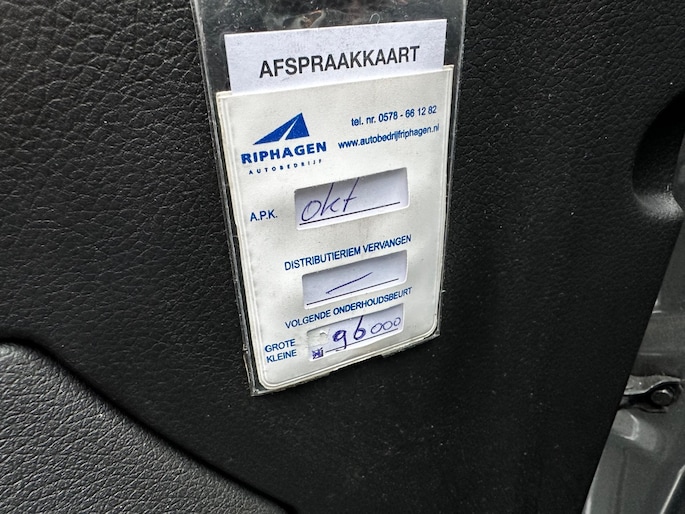 AFSPRAAKKAART
tel. nr. 0578 - 66 12 82
www.autobedrijfriphagen.nl
RIPHAGEN
AUTOBEDRIJF
A.P.K. okt
DISTRIBUTIERIEM VERVANGEN
—
VOLGENDE ONDERHOUDSBEURT
GROTE
KLEINE 96000